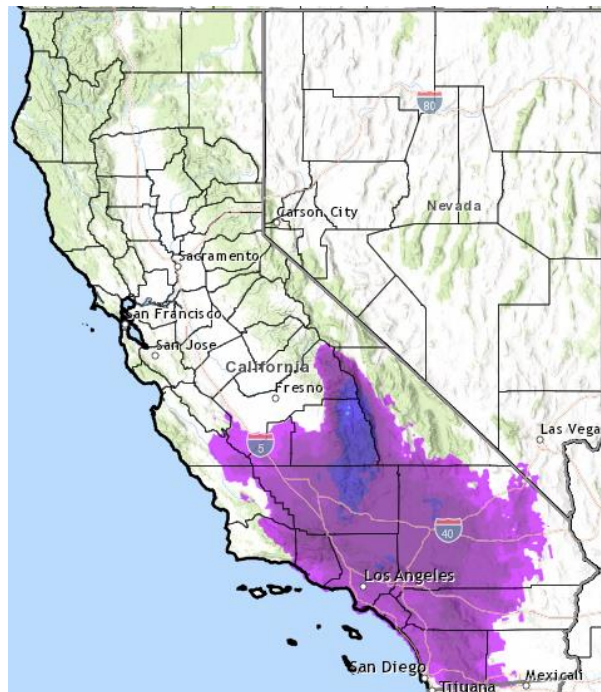 80
Nevada
Carson City
Sacramento
San Francisco
San Jose
California
Fresno
5
Las Vega
40
Los Angeles
San Diego
Tijuana
Mexicali